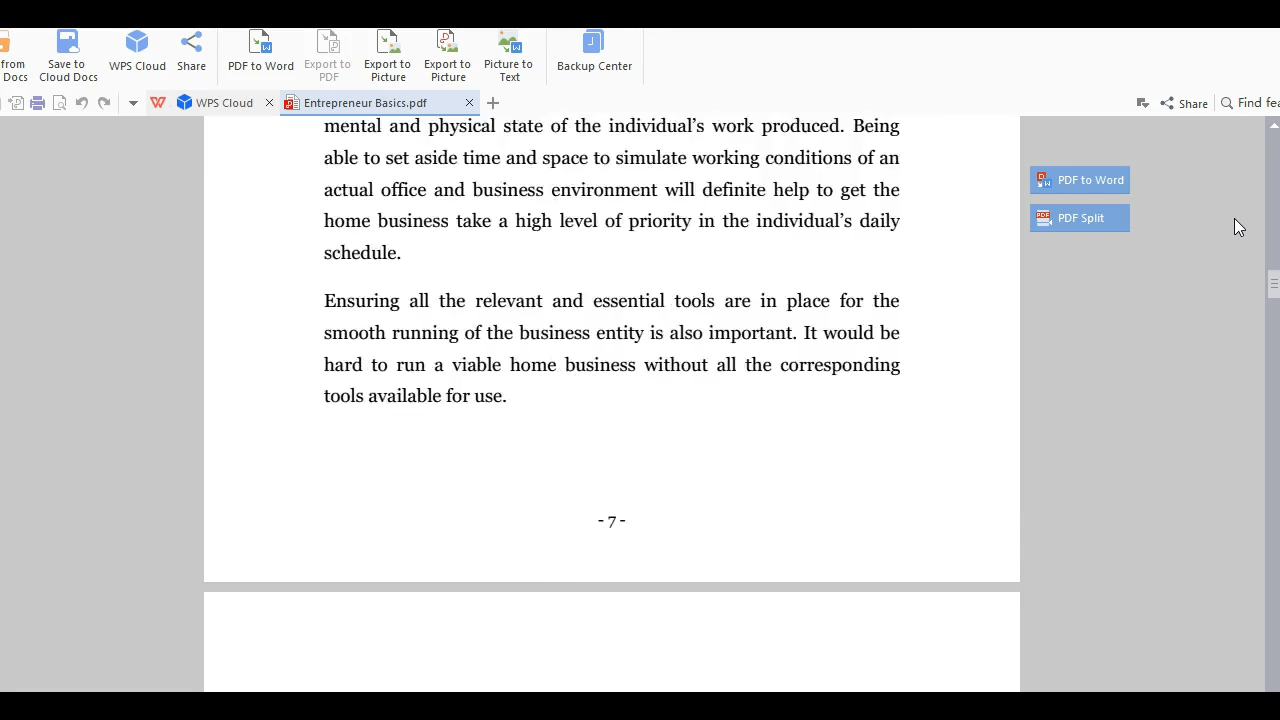 from Docs
Save to Cloud Docs
WPS Cloud
Share
PDF to Word
Export to PDF
Export to Picture
Export to Picture
Picture to Text
Backup Center
WPS Cloud
Entrepreneur Basics.pdf
Share
Find fea
mental and physical state of the individual's work produced. Being
able to set aside time and space to simulate working conditions of an
actual office and business environment will definite help to get the
home business take a high level of priority in the individual's daily
schedule.
Ensuring all the relevant and essential tools are in place for the
smooth running of the business entity is also important. It would be
hard to run a viable home business without all the corresponding
tools available for use.
- 7 -
PDF to Word
PDF Split